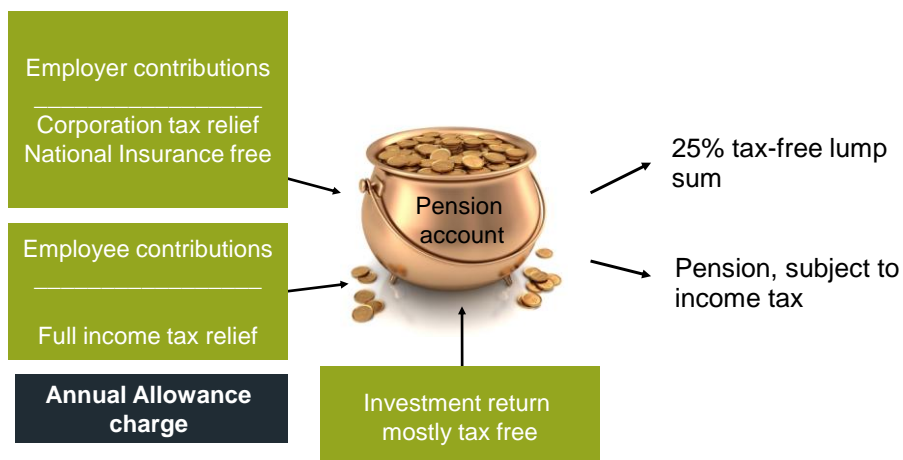 Employer contributions
Corporation tax relief
National Insurance free
Employee contributions
Full income tax relief
Annual Allowance
charge
Pension
account
Investment return
mostly tax free
25% tax-free lump
sum
Pension, subject to
income tax